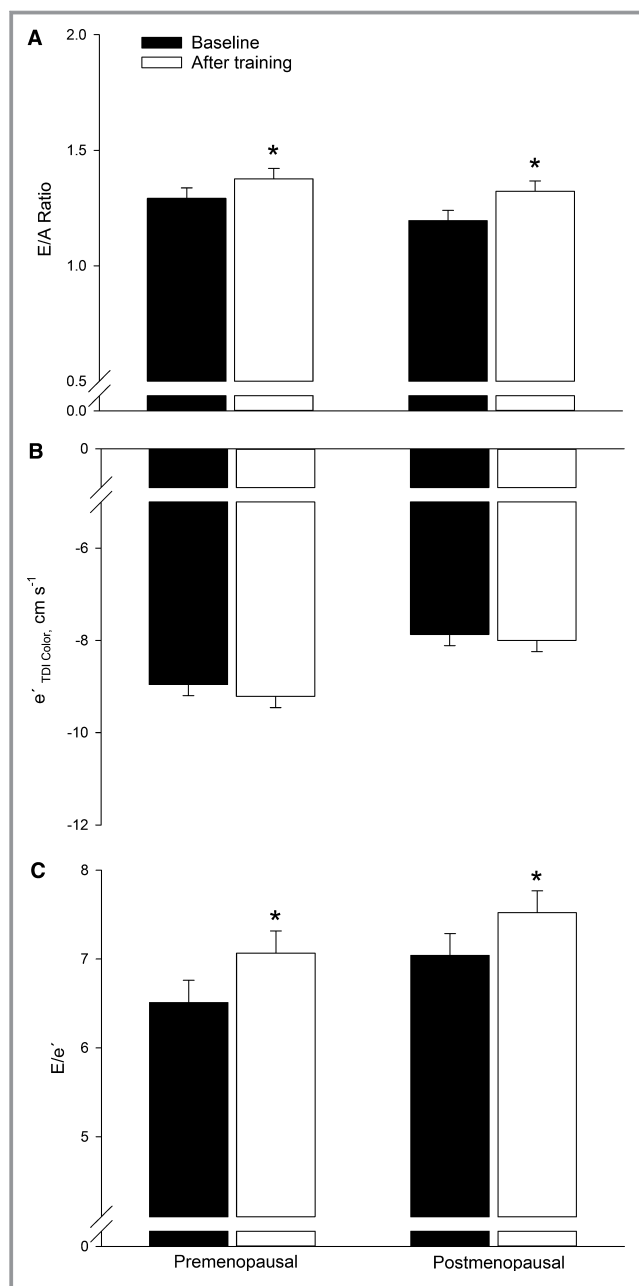 A
Baseline
After training
2.0
1.5
1.0
0.5
0.0
E/A Ratio
*
*
B
0
-6
-8
-10
-12
e´ TDI Color, cm s-1
C
8
7
6
5
0
E/e´
*
*
Premenopausal
Postmenopausal